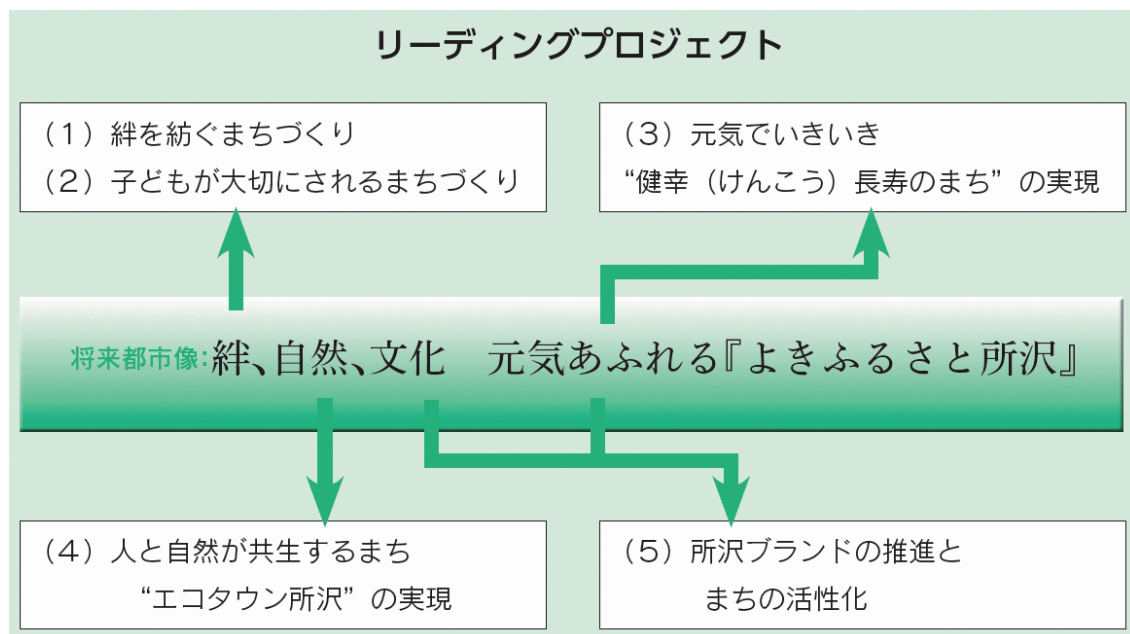 リーディングプロジェクト
（1）絆を紡ぐまちづくり
（2）子どもが大切にされるまちづくり
（3）元気でいきいき
“健幸（けんこう）長寿のまち”の実現
将来都市像:絆、自然、文化　元気あふれる『よきふるさと所沢』
（4）人と自然が共生するまち
“エコタウン所沢”の実現
（5）所沢ブランドの推進と
まちの活性化